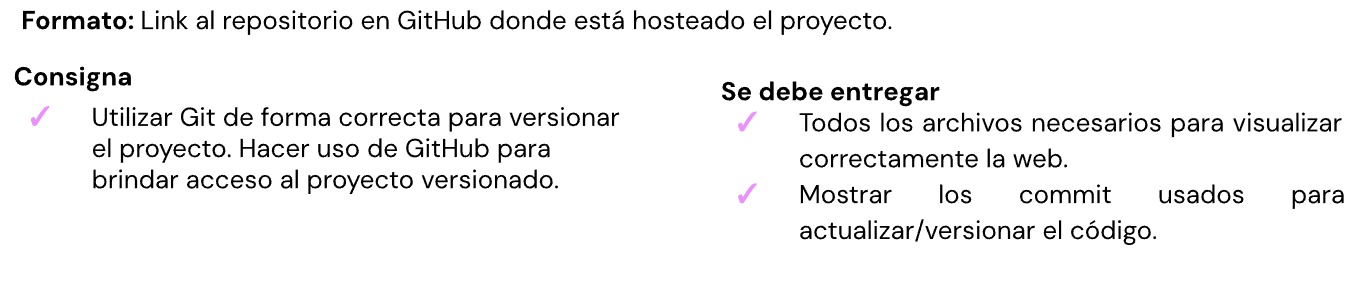 Formato: Link al repositorio en GitHub donde está hosteado el proyecto.
Consigna
✓ Utilizar Git de forma correcta para versionar
el proyecto. Hacer uso de GitHub para
brindar acceso al proyecto versionado.
Se debe entregar
✓ Todos los archivos necesarios para visualizar
correctamente la web.
✓ Mostrar los commit usados para
actualizar/versionar el código.